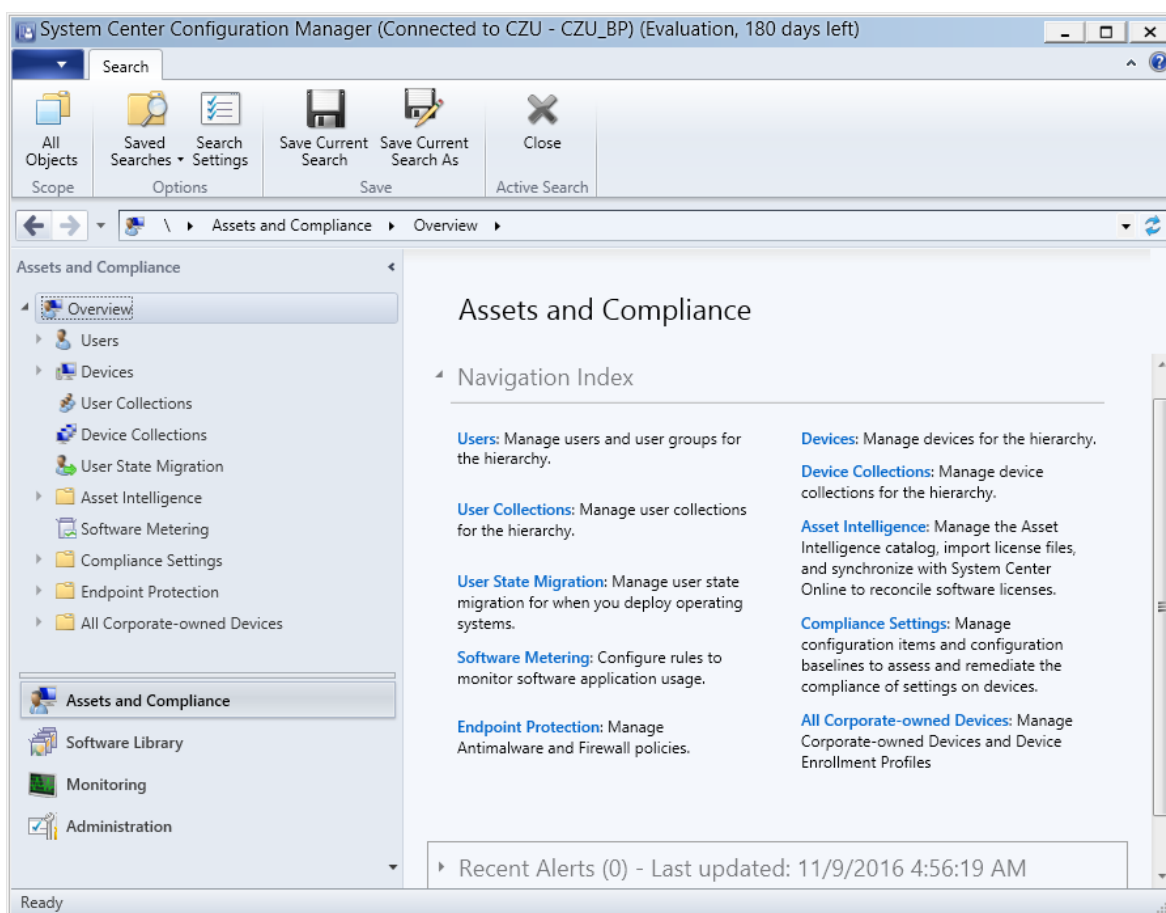 System Center Configuration Manager (Connected to CZU - CZU_BP) (Evaluation, 180 days left)
Search
All Objects
Saved Searches
Search Settings
Save Current Search
Save Current Search As
Close
Scope
Options
Save
Active Search
\ Assets and Compliance Overview
Assets and Compliance
Overview
Users
Devices
User Collections
Device Collections
User State Migration
Asset Intelligence
Software Metering
Compliance Settings
Endpoint Protection
All Corporate-owned Devices
Assets and Compliance
Software Library
Monitoring
Administration
Assets and Compliance
Navigation Index
Users: Manage users and user groups for
the hierarchy.
User Collections: Manage user collections
for the hierarchy.
User State Migration: Manage user state
migration for when you deploy operating
systems.
Software Metering: Configure rules to
monitor software application usage.
Endpoint Protection: Manage
Antimalware and Firewall policies.
Devices: Manage devices for the hierarchy.
Device Collections: Manage device
collections for the hierarchy.
Asset Intelligence: Manage the Asset
Intelligence catalog, import license files,
and synchronize with System Center
Online to reconcile software licenses.
Compliance Settings: Manage
configuration items and configuration
baselines to assess and remediate the
compliance of settings on devices.
All Corporate-owned Devices: Manage
Corporate-owned Devices and Device
Enrollment Profiles
Recent Alerts (0) - Last updated: 11/9/2016 4:56:19 AM
Ready